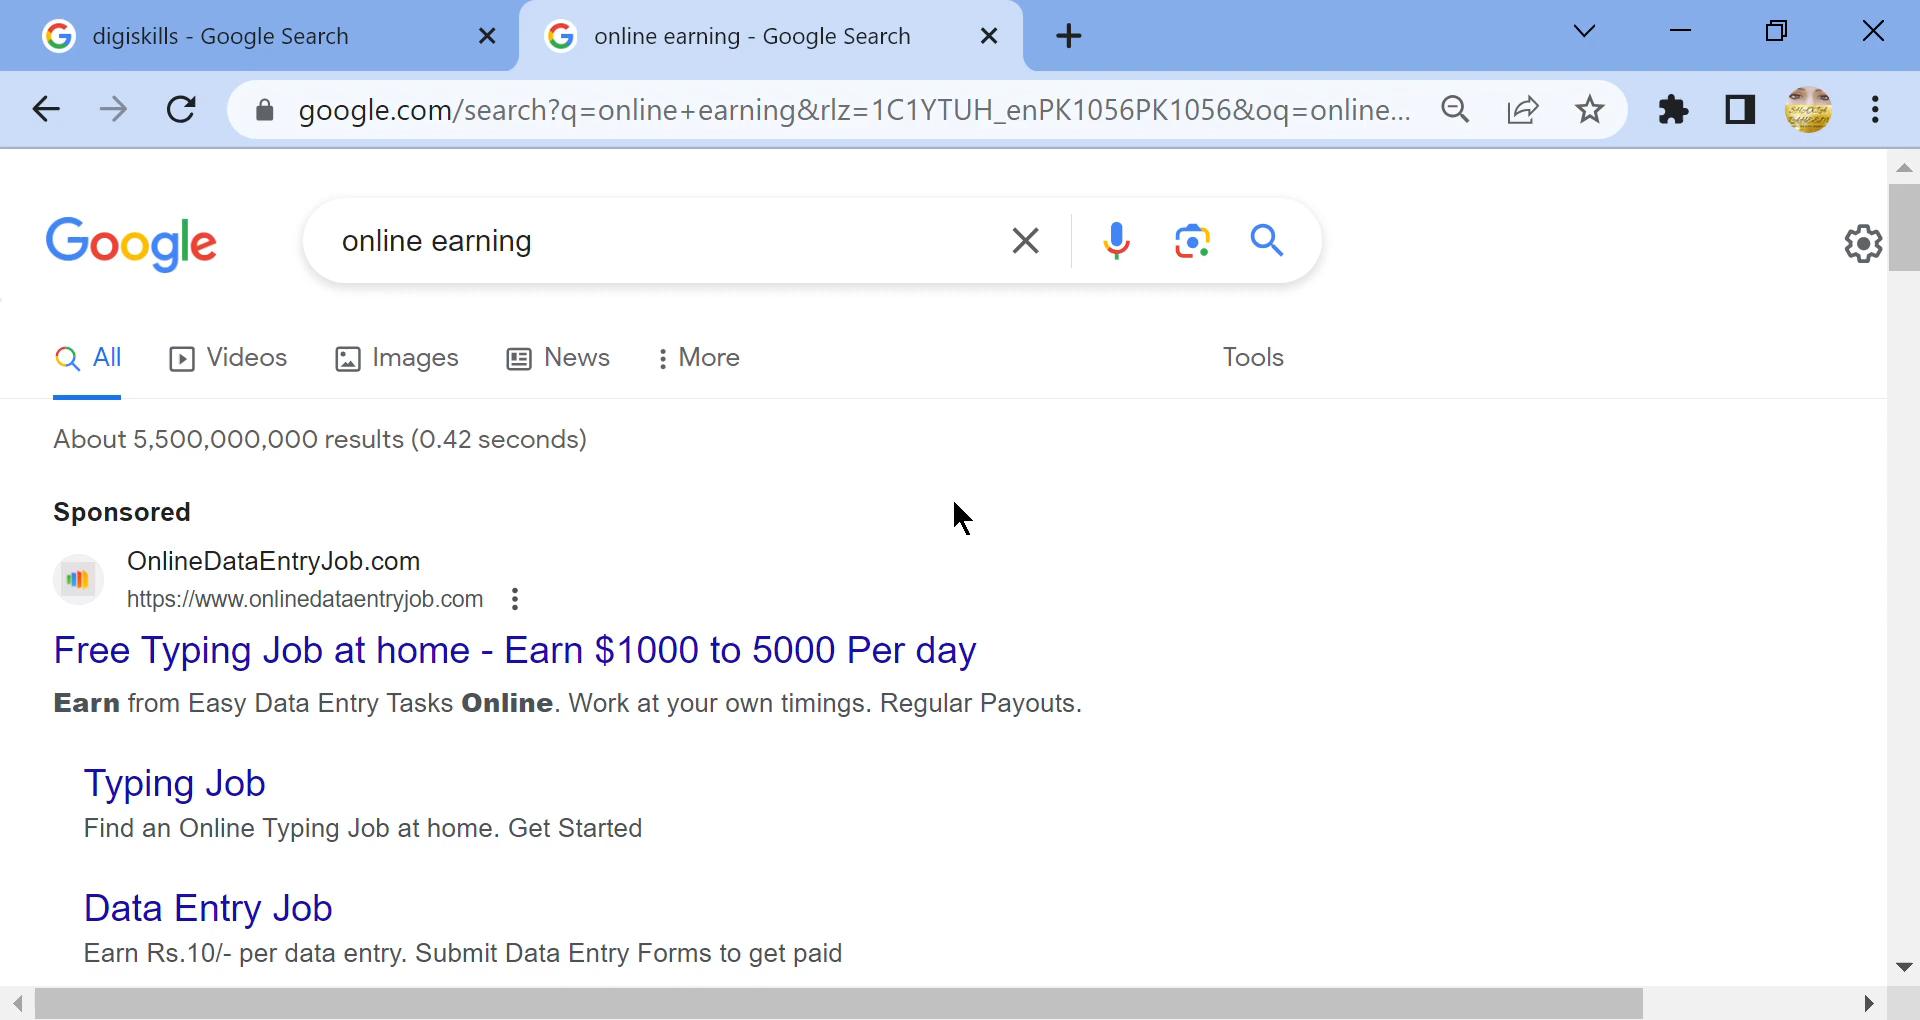 digiskills - Google Search
online earning - Google Search
google.com/search?q=online+earning&rlz=1C1YTUH_enPK1056PK1056&oq=online...
Google
online earning
All
Videos
Images
News
More
Tools
About 5,500,000,000 results (0.42 seconds)
Sponsored
OnlineDataEntryJob.com
https://www.onlinedataentryjob.com
Free Typing Job at home - Earn $1000 to 5000 Per day
Earn from Easy Data Entry Tasks Online. Work at your own timings. Regular Payouts.
Typing Job
Find an Online Typing Job at home. Get Started
Data Entry Job
Earn Rs.10/- per data entry. Submit Data Entry Forms to get paid